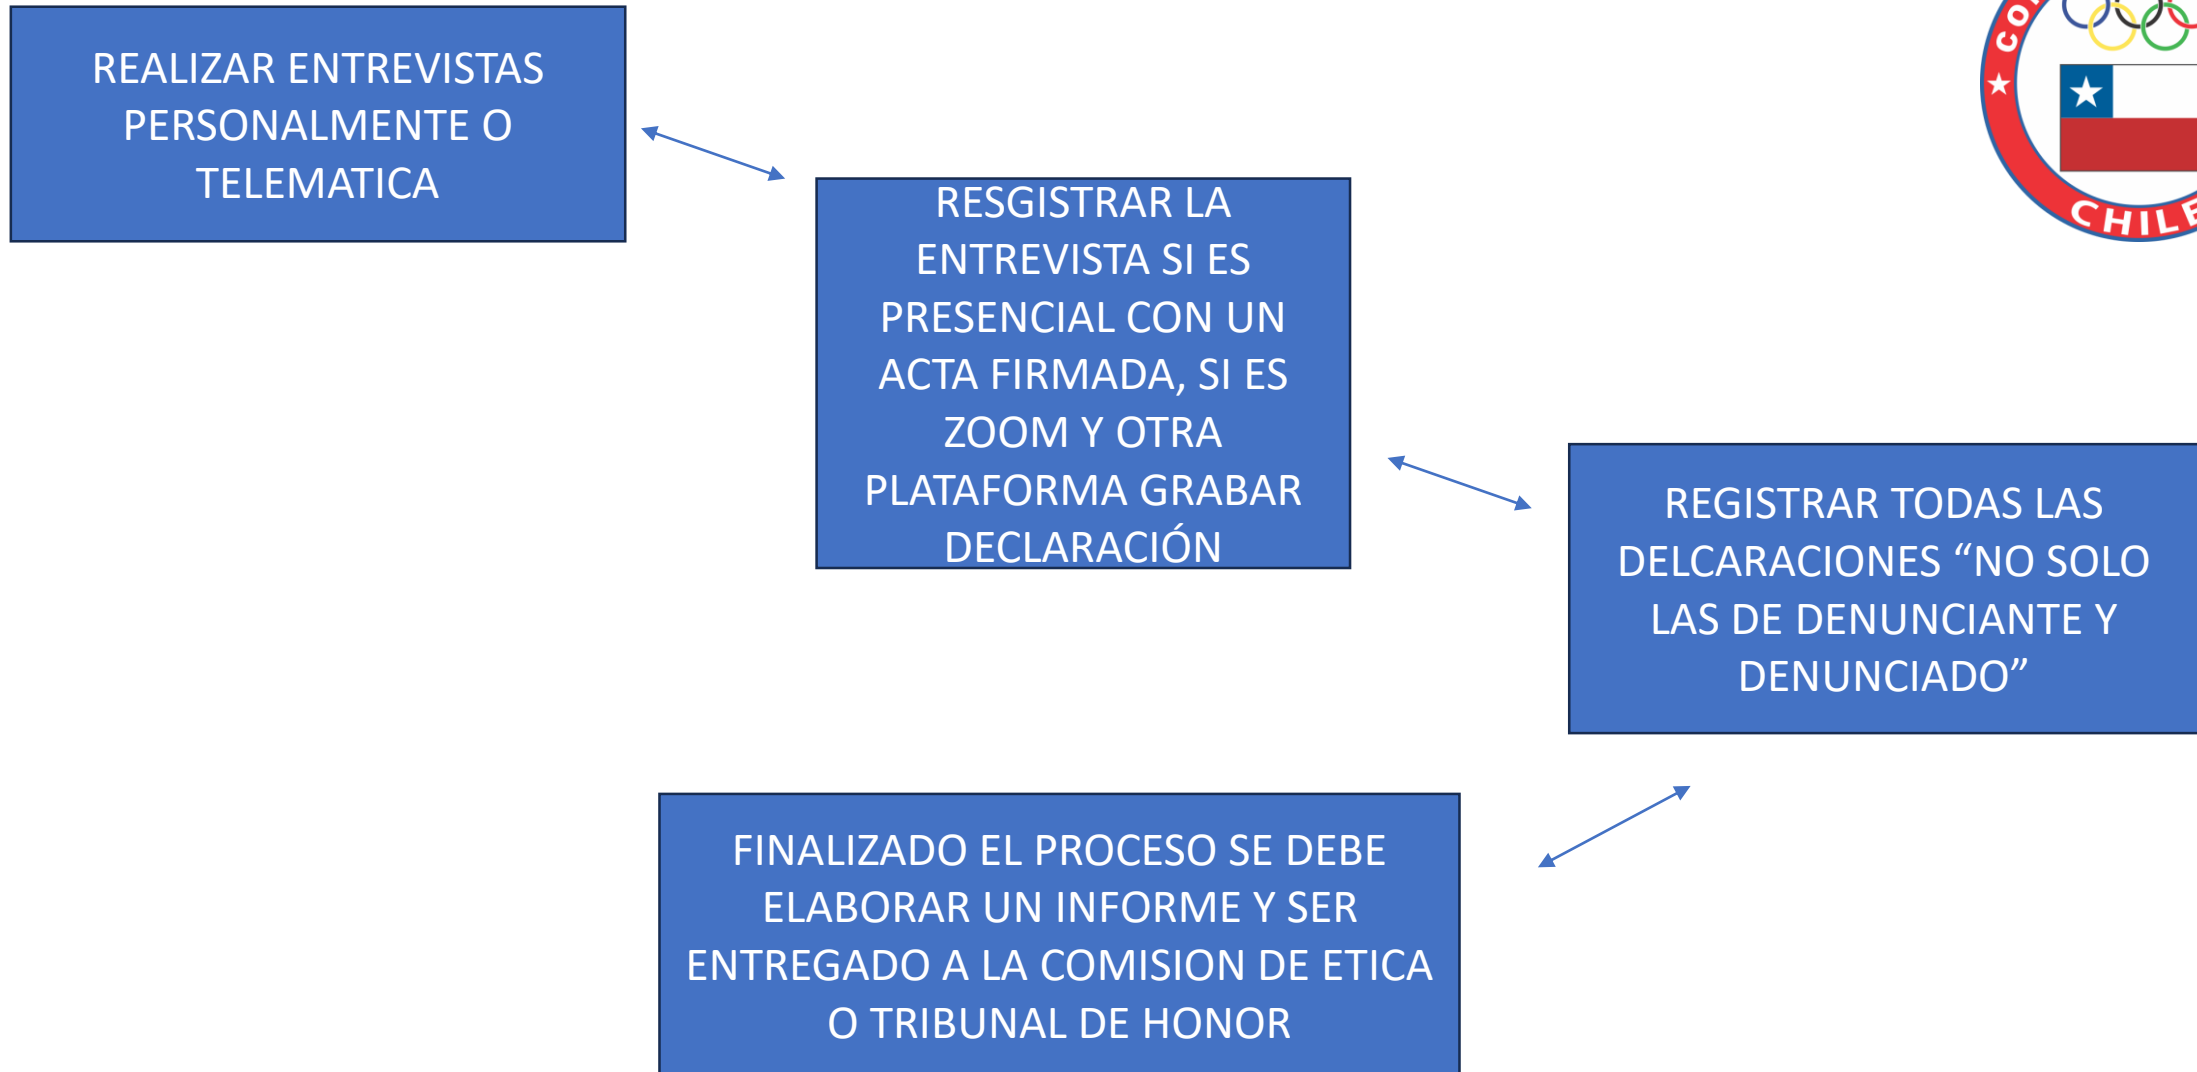 REALIZAR ENTREVISTAS
PERSONALMENTE O
TELEMATICA
RESGISTRAR LA
ENTREVISTA SI ES
PRESENCIAL CON UN
ACTA FIRMADA, SI ES
ZOOM Y OTRA
PLATAFORMA GRABAR
DECLARACIÓN
REGISTRAR TODAS LAS
DELCARACIONES “NO SOLO
LAS DE DENUNCIANTE Y
DENUNCIADO”
FINALIZADO EL PROCESO SE DEBE
ELABORAR UN INFORME Y SER
ENTREGADO A LA COMISION DE ETICA
O TRIBUNAL DE HONOR
CHILE